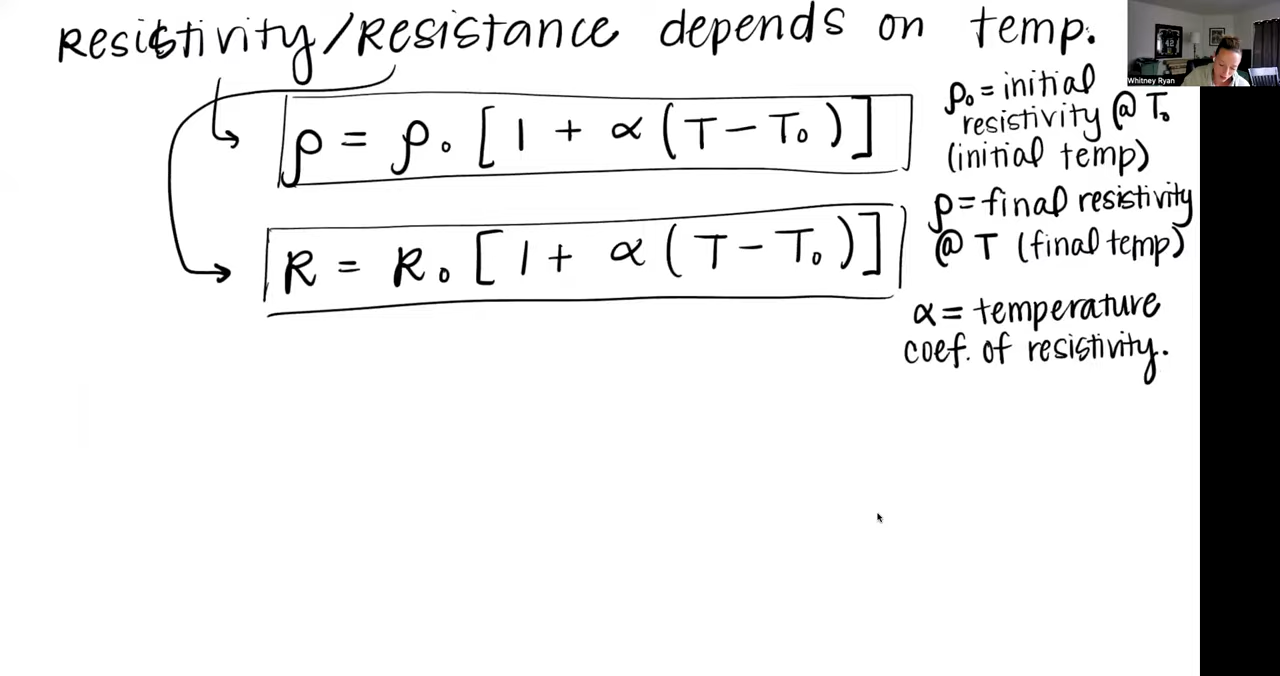 Resistivity/Resistance depends on temp.
ρ = ρ₀ [1 + α (T − T₀)]
R = R₀ [1 + α (T − T₀)]
ρ₀ = initial
resistivity @ T₀
(initial temp)
ρ = final resistivity
@ T (final temp)
α = temperature
coef. of resistivity.
42
Whitney Ryan